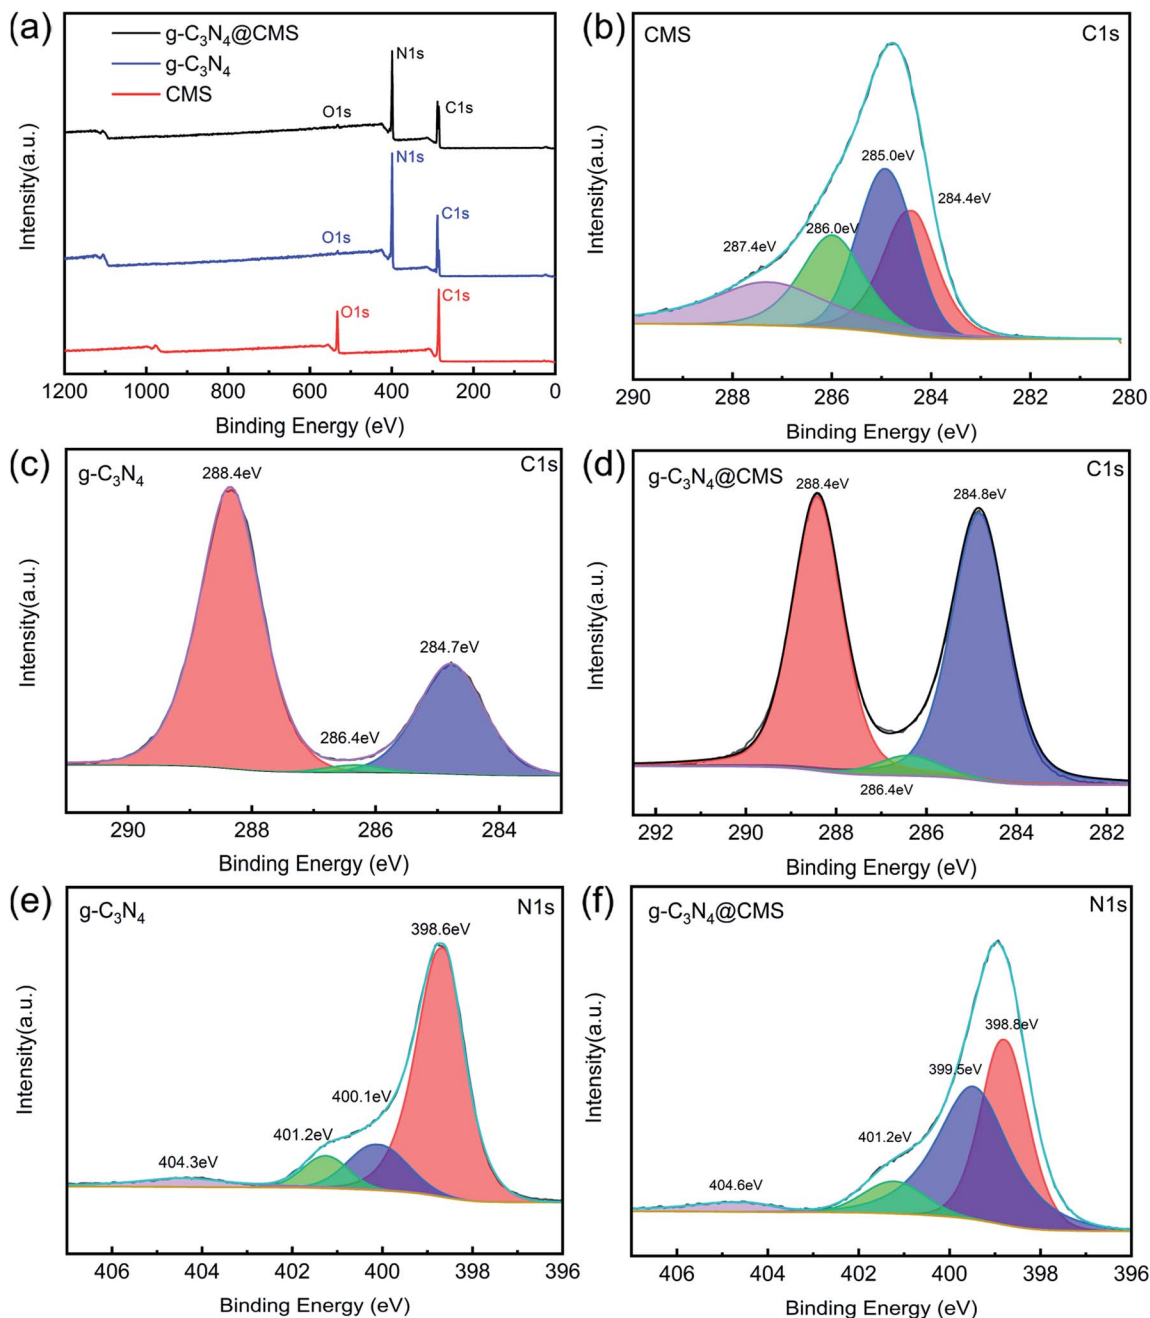 (a)
g-C₃N₄@CMS
g-C₃N₄
CMS
N1s
O1s
C1s
N1s
O1s
C1s
O1s
C1s
Intensity(a.u.)
1200 1000 800 600 400 200 0
Binding Energy (eV)
(b)
CMS
C1s
285.0eV
284.4eV
286.0eV
287.4eV
Intensity(a.u.)
290 288 286 284 282 280
Binding Energy (eV)
(c)
g-C₃N₄
C1s
288.4eV
284.7eV
286.4eV
Intensity(a.u.)
290 288 286 284
Binding Energy (eV)
(d)
g-C₃N₄@CMS
C1s
288.4eV
284.8eV
286.4eV
Intensity(a.u.)
292 290 288 286 284 282
Binding Energy (eV)
(e)
g-C₃N₄
N1s
398.6eV
400.1eV
401.2eV
404.3eV
Intensity(a.u.)
406 404 402 400 398 396
Binding Energy (eV)
(f)
g-C₃N₄@CMS
N1s
398.8eV
399.5eV
401.2eV
404.6eV
Intensity(a.u.)
406 404 402 400 398 396
Binding Energy (eV)